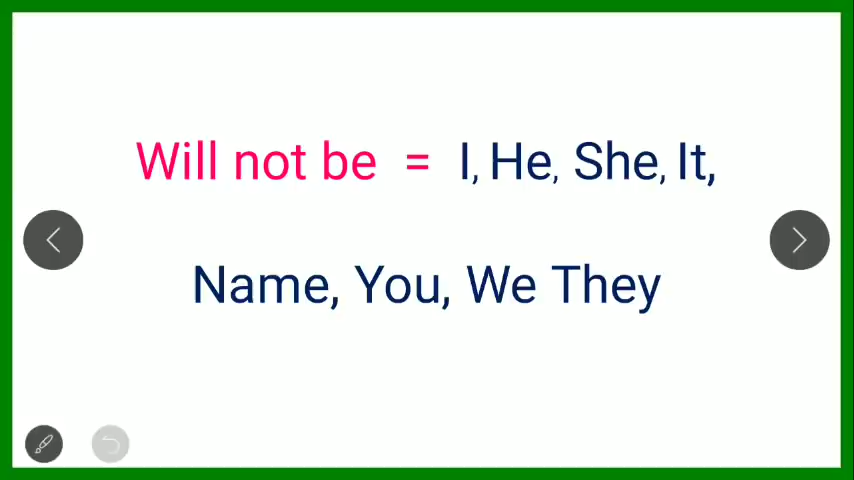 Will not be = I, He, She, It,
Name, You, We They